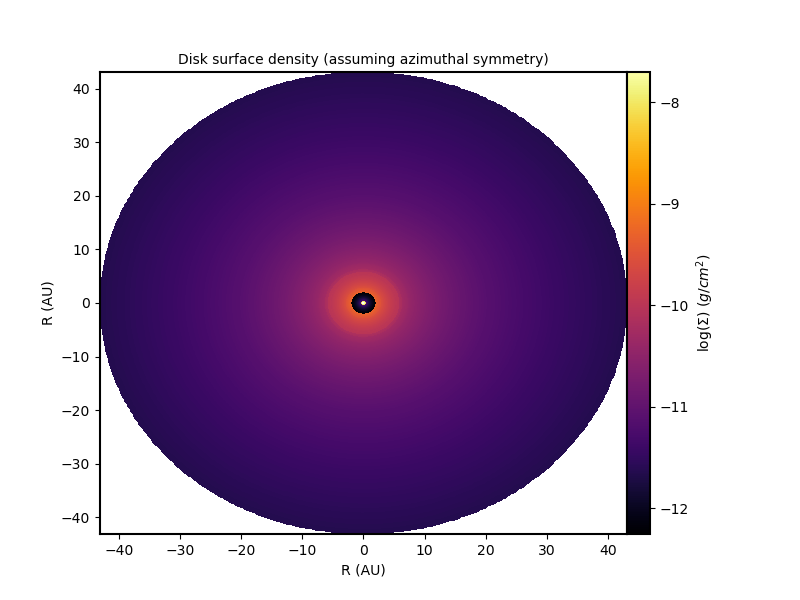 Disk surface density (assuming azimuthal symmetry)
40
30
20
10
0
−10
−20
−30
−40
R (AU)
−40 −30 −20 −10 0 10 20 30 40
R (AU)
−8
−9
−10
−11
−12
log(Σ) (g/cm²)